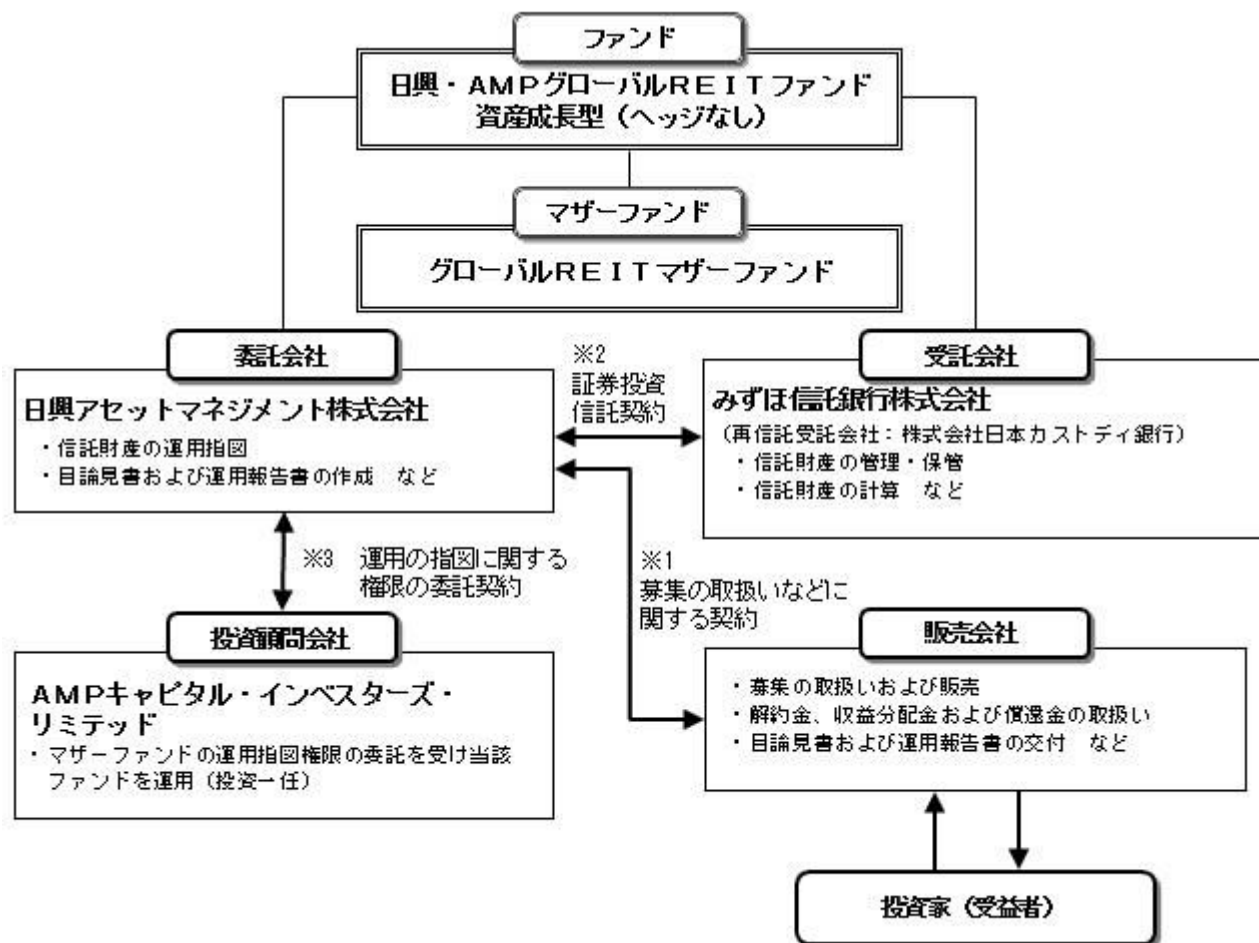 ファンド
日興・AMPグローバルREITファンド
資産成長型（ヘッジなし）
マザーファンド
グローバルREITマザーファンド
委託会社
日興アセットマネジメント株式会社
・信託財産の運用指図
・目論見書および運用報告書の作成　など
※2
証券投資
信託契約
受託会社
みずほ信託銀行株式会社
（再信託受託会社：株式会社日本カストディ銀行）
・信託財産の管理・保管
・信託財産の計算　など
※3　運用の指図に関する
権限の委託契約
※1
募集の取扱いなどに
関する契約
投資顧問会社
AMPキャピタル・インベスターズ・
リミテッド
・マザーファンドの運用指図権限の委託を受け当該
ファンドを運用（投資一任）
販売会社
・募集の取扱いおよび販売
・解約金、収益分配金および償還金の取扱い
・目論見書および運用報告書の交付　など
投資家（受益者）